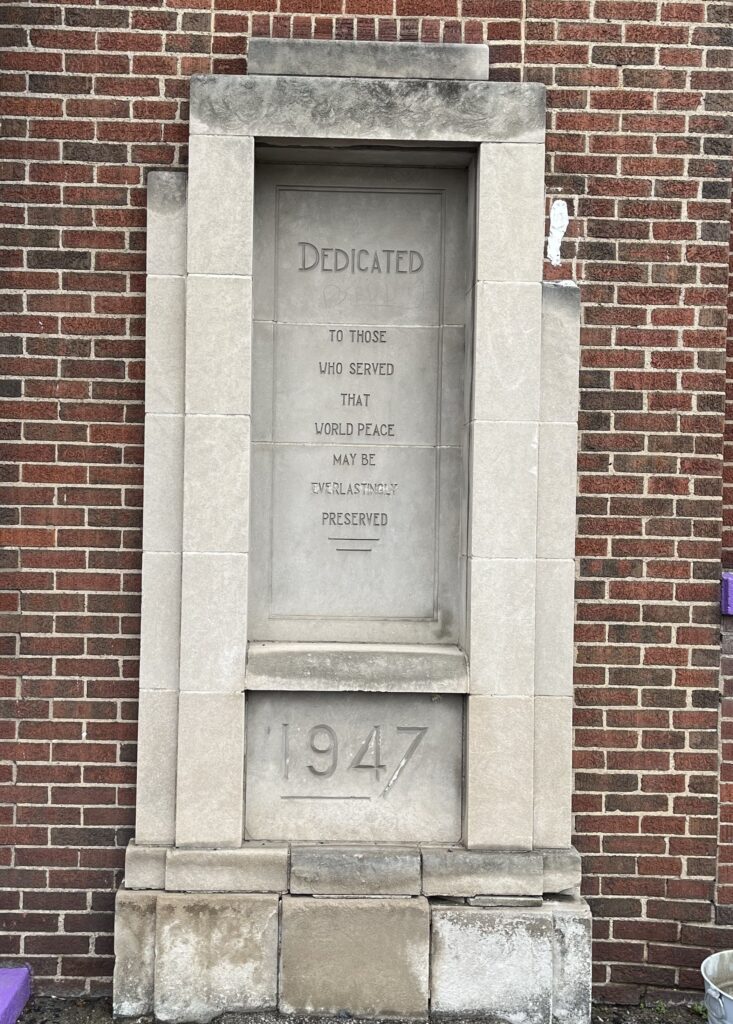 DEDICATED
TO THOSE
WHO SERVED
THAT
WORLD PEACE
MAY BE
EVERLASTINGLY
PRESERVED
1947